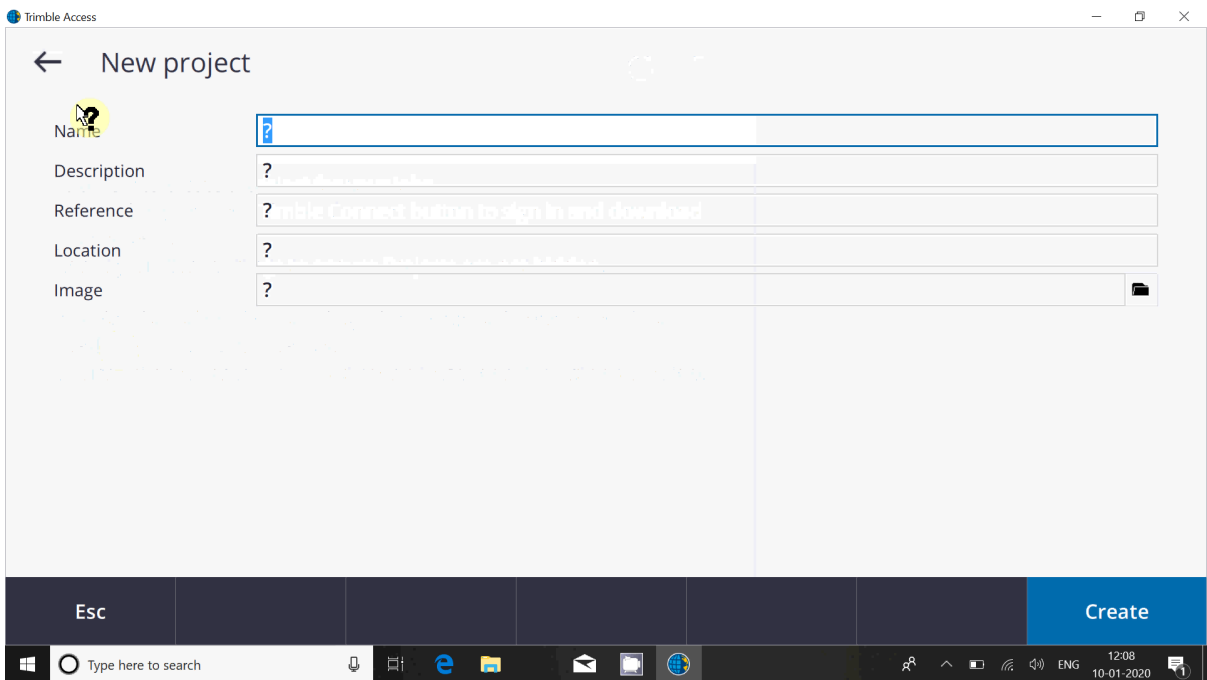 Trimble Access
New project
Name ?
Description ?
Reference ?
Location ?
Image ?
Esc
Create
Type here to search
ENG
12:08
10-01-2020
1